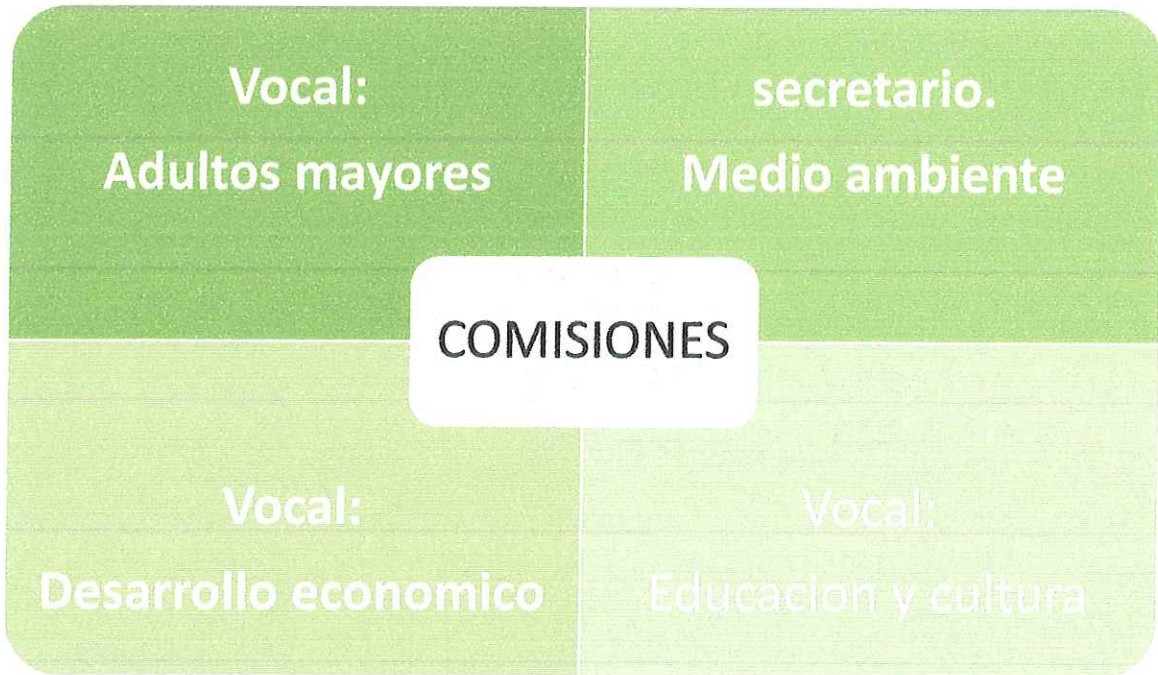 Vocal:
Adultos mayores
secretario.
Medio ambiente
COMISIONES
Vocal:
Desarrollo economico
Vocal:
Educacion y cultura